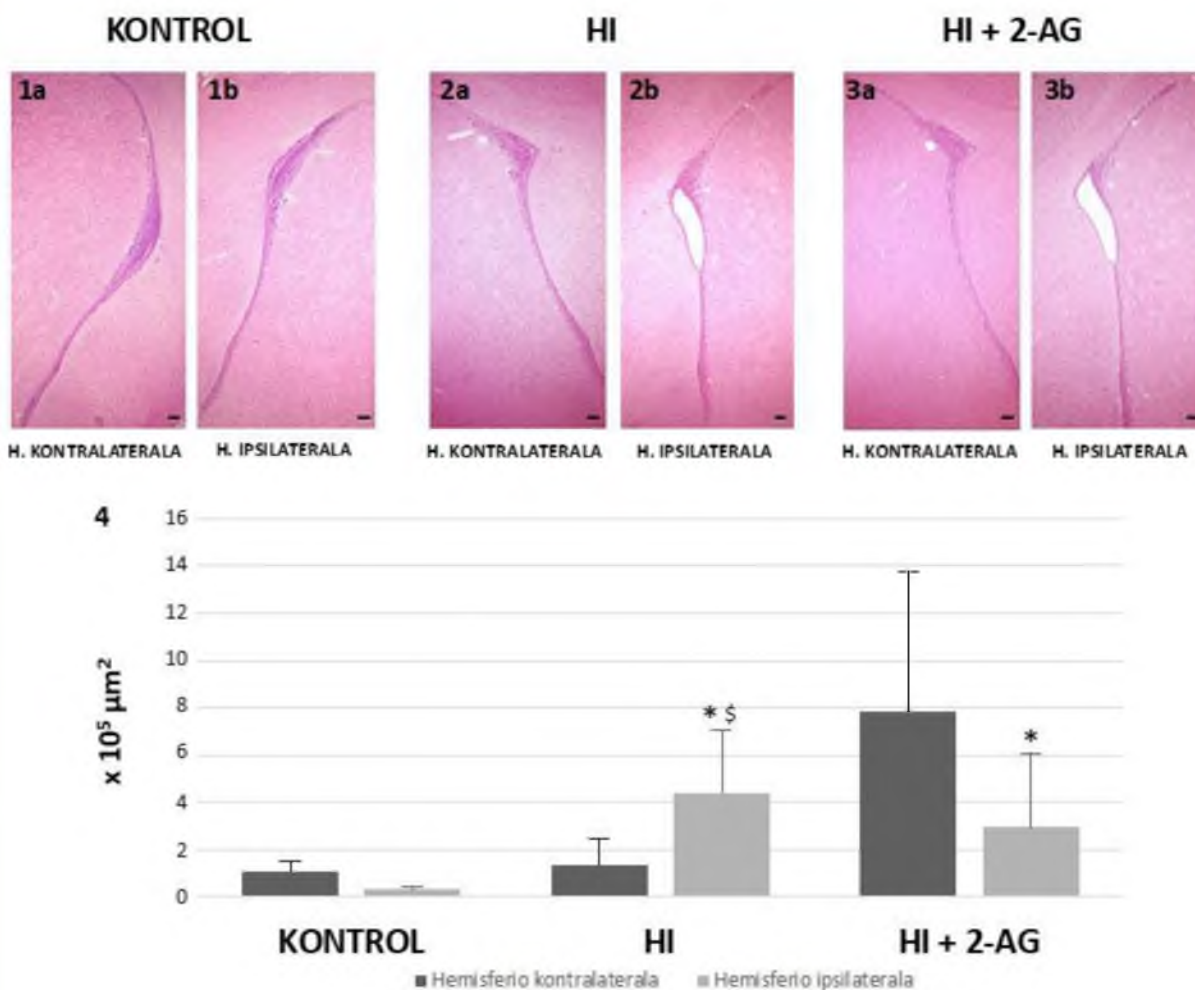 KONTROL HI HI + 2-AG
1a 1b 2a 2b 3a 3b
H. KONTRALATERALA H. IPSILATERALA H. KONTRALATERALA H. IPSILATERALA H. KONTRALATERALA H. IPSILATERALA
4
16
14
12
10
8
6
4
2
0
x 10⁵ µm²
* $
*
KONTROL HI HI + 2-AG
Hemisferio kontralaterala Hemisferio ipsilaterala